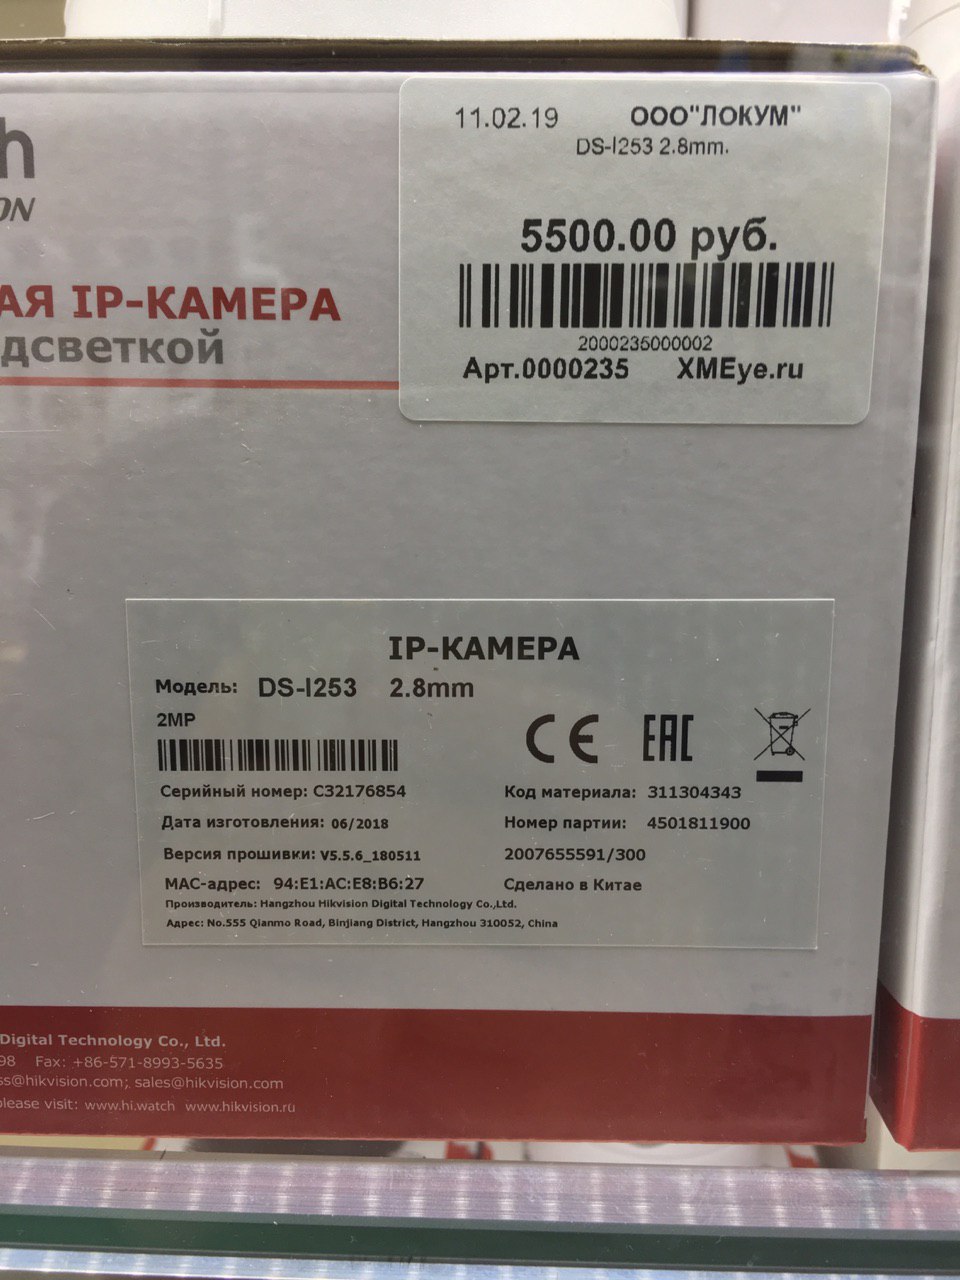 11.02.19 ООО"ЛОКУМ"
DS-I253 2.8mm.
5500.00 руб.
2000235000002
Арт.0000235 XMEye.ru
h
ON
АЯ IP-КАМЕРА
дсветкой
IP-КАМЕРА
Модель: DS-I253 2.8mm
2MP
CE EAC
Серийный номер: C32176854
Дата изготовления: 06/2018
Версия прошивки: V5.5.6_180511
MAC-адрес: 94:E1:AC:E8:B6:27
Код материала: 311304343
Номер партии: 4501811900
2007655591/300
Сделано в Китае
Производитель: Hangzhou Hikvision Digital Technology Co.,Ltd.
Адрес: No.555 Qianmo Road, Binjiang District, Hangzhou 310052, China
Digital Technology Co., Ltd.
98 Fax: +86-571-8993-5635
ss@hikvision.com; sales@hikvision.com
lease visit: www.hi.watch www.hikvision.ru